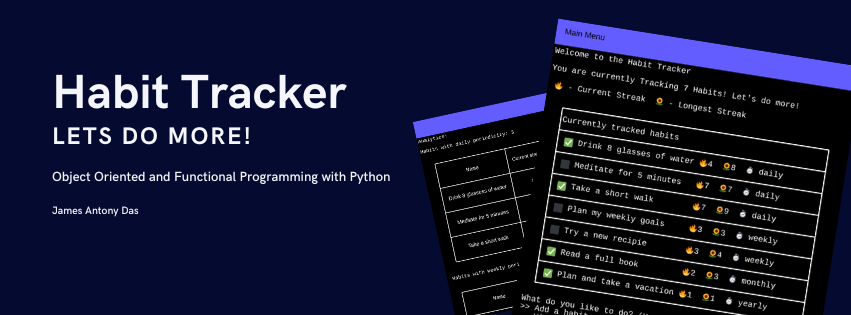 Habit Tracker
LETS DO MORE!
Object Oriented and Functional Programming with Python
James Antony Das
Analytics:
Habits with daily periodicity: 3
Name
Current stre
Drink 8 glasses of water
Meditate for 5 minutes
Take a short walk
Habits with weekly peri
Name
Main Menu
Welcome to the Habit Tracker
You are currently Tracking 7 Habits! Let's do more!
🔥 - Current Streak 🌻 - Longest Streak
Currently tracked habits
✅ Drink 8 glasses of water 🔥4 🌻8 daily
Meditate for 5 minutes 🔥7 🌻7 daily
✅ Take a short walk 🔥7 🌻9 daily
Plan my weekly goals 🔥3 🌻3 weekly
Try a new recipie 🔥3 🌻4 weekly
✅ Read a full book 🔥2 🌻3 monthly
✅ Plan and take a vacation 🔥1 🌻1 yearly
What do you like to do? (
>> Add a habi